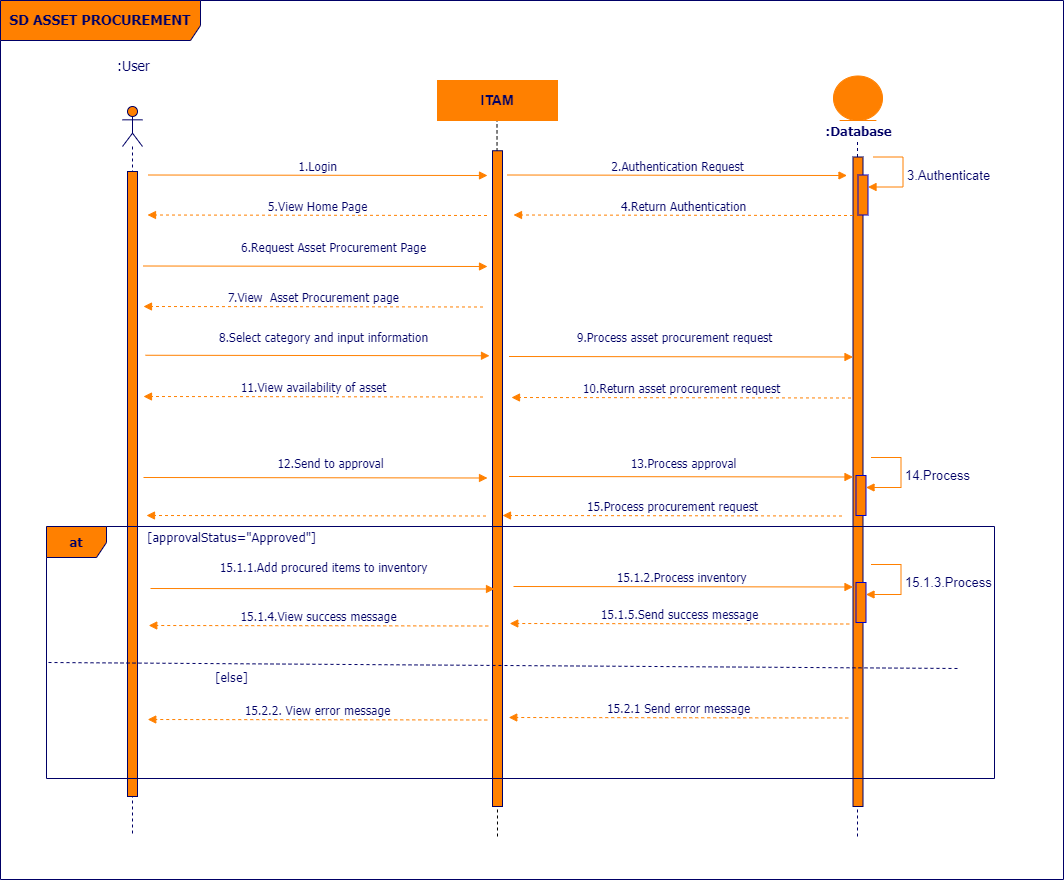 SD ASSET PROCUREMENT
:User
ITAM
:Database
1.Login
2.Authentication Request
3.Authenticate
5.View Home Page
4.Return Authentication
6.Request Asset Procurement Page
7.View  Asset Procurement page
8.Select category and input information
9.Process asset procurement request
11.View availability of asset
10.Return asset procurement request
12.Send to approval
13.Process approval
14.Process
15.Process procurement request
at
[approvalStatus="Approved"]
15.1.1.Add procured items to inventory
15.1.2.Process inventory
15.1.3.Process
15.1.4.View success message
15.1.5.Send success message
[else]
15.2.2. View error message
15.2.1 Send error message